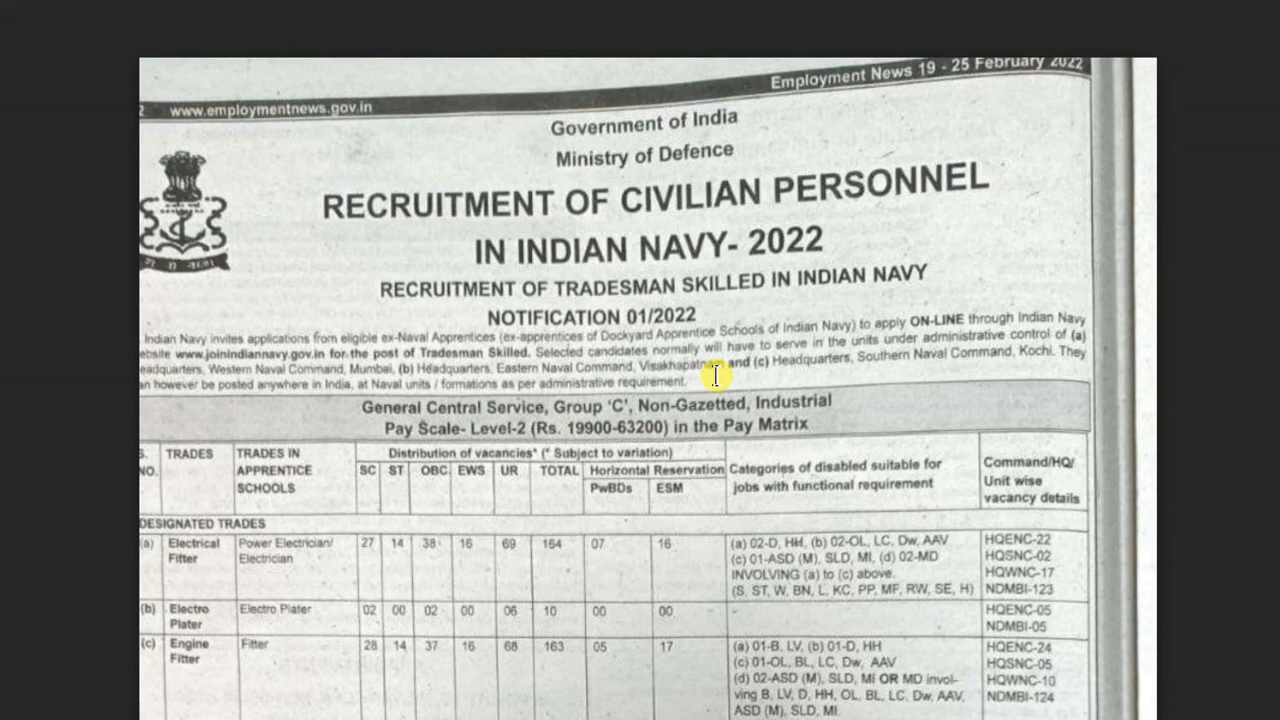 Employment News 19 - 25 February 2022
2 www.employmentnews.gov.in
Government of India
Ministry of Defence
RECRUITMENT OF CIVILIAN PERSONNEL
IN INDIAN NAVY- 2022
RECRUITMENT OF TRADESMAN SKILLED IN INDIAN NAVY
NOTIFICATION 01/2022
Indian Navy invites applications from eligible ex-Naval Apprentices (ex-apprentices of Dockyard Apprentice Schools of Indian Navy) to apply ON-LINE through Indian Navy
ebsite www.joinindiannavy.gov.in for the post of Tradesman Skilled. Selected candidates normally will have to serve in the units under administrative control of (a)
eadquarters, Western Naval Command, Mumbai, (b) Headquarters, Eastern Naval Command, Visakhapatnam and (c) Headquarters, Southern Naval Command, Kochi. They
an however be posted anywhere in India, at Naval units / formations as per administrative requirement.
General Central Service, Group 'C', Non-Gazetted, Industrial
Pay Scale- Level-2 (Rs. 19900-63200) in the Pay Matrix
S. NO. TRADES TRADES IN APPRENTICE SCHOOLS Distribution of vacancies* (* Subject to variation) Categories of disabled suitable for jobs with functional requirement Command/HQ/ Unit wise vacancy details
SC ST OBC EWS UR TOTAL Horizontal Reservation
PwBDs ESM
DESIGNATED TRADES
(a) Electrical Power Electrician/ 27 14 38 16 69 164 07 16 (a) 02-D, HH, (b) 02-OL, LC, Dw, AAV HQENC-22
Fitter Electrician (c) 01-ASD (M), SLD, MI, (d) 02-MD HQSNC-02
INVOLVING (a) to (c) above. HQWNC-17
(S, ST, W, BN, L, KC, PP, MF, RW, SE, H) NDMBI-123
(b) Electro Electro Plater 02 00 02 00 06 10 00 00 - HQENC-05
Plater NDMBI-05
(c) Engine Fitter 28 14 37 16 68 163 05 17 (a) 01-B, LV, (b) 01-D, HH HQENC-24
Fitter (c) 01-OL, BL, LC, Dw, AAV HQSNC-05
(d) 02-ASD (M), SLD, MI OR MD invol- HQWNC-10
ving B, LV, D, HH, OL, BL, LC, Dw, AAV, NDMBI-124
ASD (M), SLD, MI